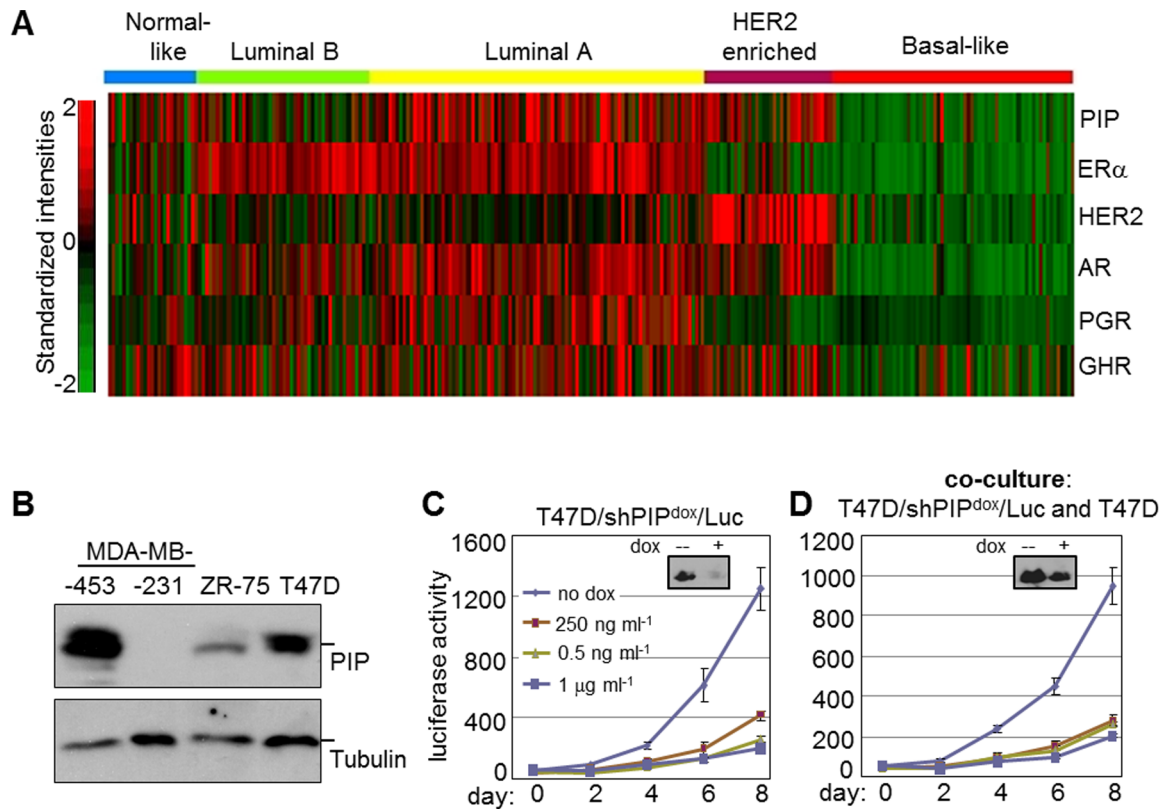 A
Normal-
like
Luminal B
Luminal A
HER2
enriched
Basal-like
Standardized intensities
2
0
-2
PIP
ERα
HER2
AR
PGR
GHR
B
MDA-MB-
-453 -231 ZR-75 T47D
PIP
Tubulin
C
T47D/shPIPdox/Luc
dox -- +
luciferase activity
1600
1200
800
400
0
no dox
250 ng ml-1
0.5 ng ml-1
1 µg ml-1
day: 0 2 4 6 8
D
co-culture:
T47D/shPIPdox/Luc and T47D
dox -- +
1200
1000
800
600
400
200
0
day: 0 2 4 6 8